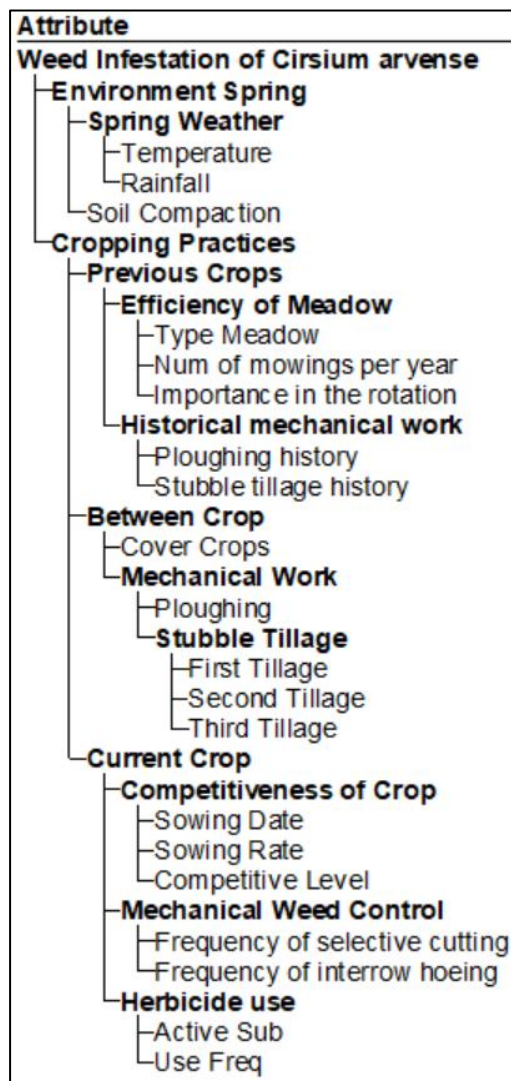 Attribute
Weed Infestation of Cirsium arvense
Environment Spring
Spring Weather
Temperature
Rainfall
Soil Compaction
Cropping Practices
Previous Crops
Efficiency of Meadow
Type Meadow
Num of mowings per year
Importance in the rotation
Historical mechanical work
Ploughing history
Stubble tillage history
Between Crop
Cover Crops
Mechanical Work
Ploughing
Stubble Tillage
First Tillage
Second Tillage
Third Tillage
Current Crop
Competitiveness of Crop
Sowing Date
Sowing Rate
Competitive Level
Mechanical Weed Control
Frequency of selective cutting
Frequency of interrow hoeing
Herbicide use
Active Sub
Use Freq